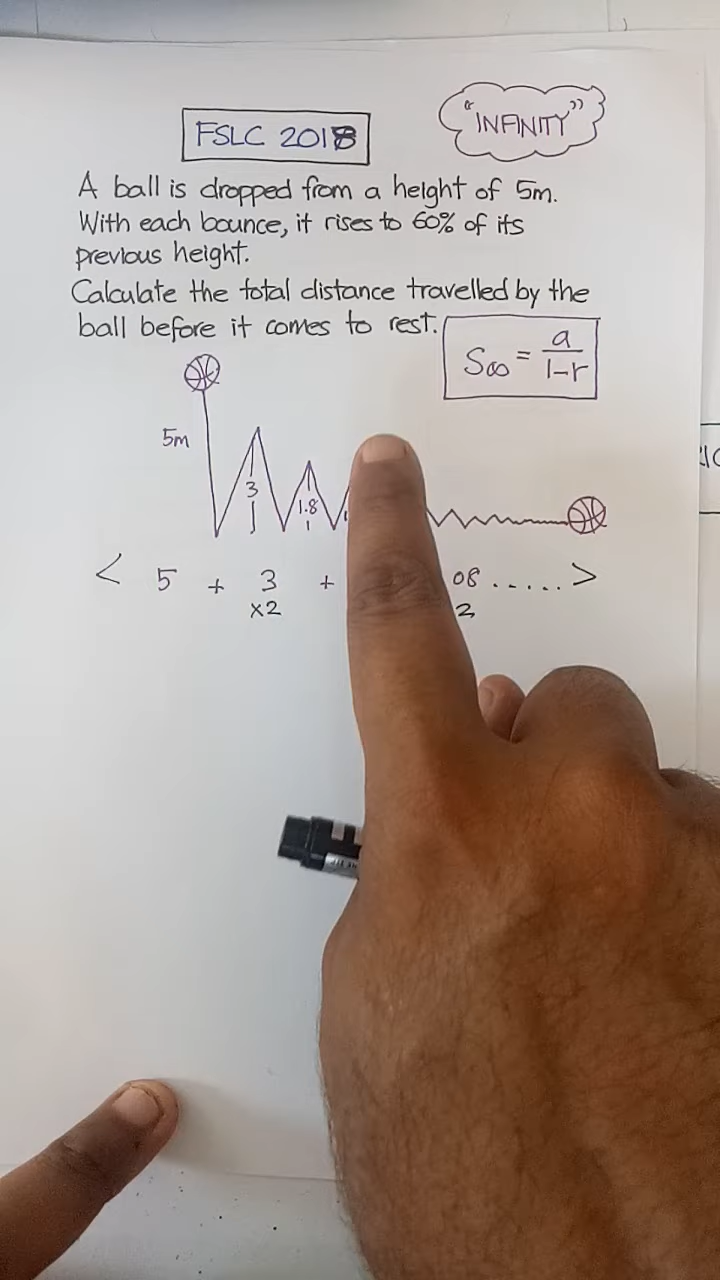 FSLC 2018
"INFINITY"
A ball is dropped from a height of 5m.
With each bounce, it rises to 60% of its
previous height.
Calculate the total distance travelled by the
ball before it comes to rest.
S∞ = a/1-r
5m
3
1.8
< 5 + 3 + 08 ..... >
x2 2